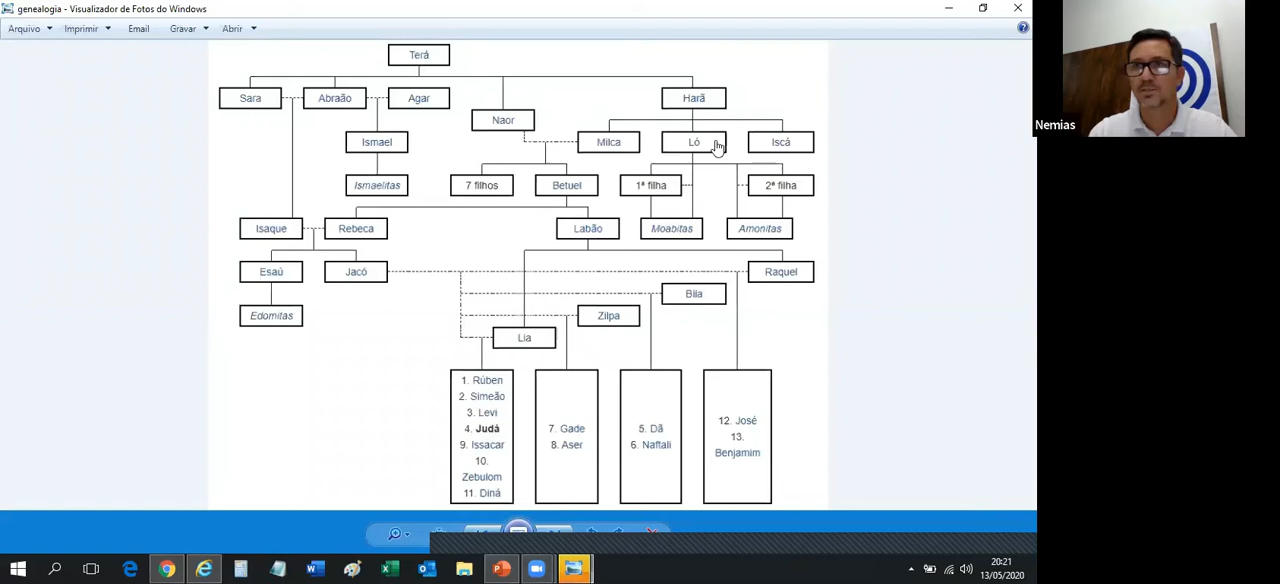 genealogia - Visualizador de Fotos do Windows
Arquivo Imprimir Email Gravar Abrir
Terá
Sara Abraão Agar Harã
Naor
Ismael Milca Ló Iscá
Ismaelitas 7 filhos Betuel 1ª filha 2ª filha
Isaque Rebeca Labão Moabitas Amonitas
Esaú Jacó Raquel
Bila
Edomitas Zilpa
Lia
1. Rúben
2. Simeão
3. Levi
4. Judá
9. Issacar
10.
Zebulom
11. Diná
7. Gade
8. Aser
5. Dã
6. Naftali
12. José
13.
Benjamim
Nemias
20:21
13/05/2020